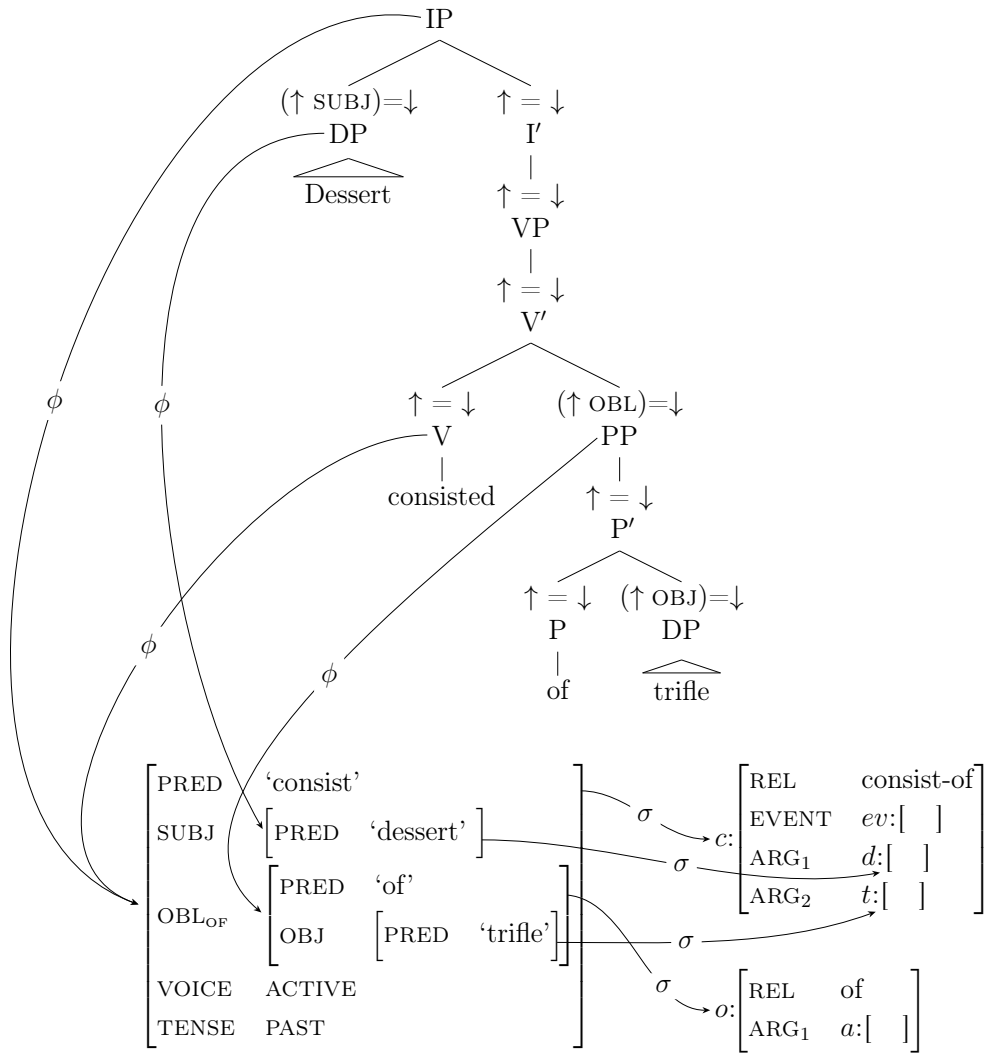 IP
(↑ SUBJ)=↓ ↑ = ↓
DP I′
Dessert ↑ = ↓
VP
↑ = ↓
V′
ϕ ϕ ↑ = ↓ (↑ OBL)=↓
V PP
consisted ↑ = ↓
P′
↑ = ↓ (↑ OBJ)=↓
ϕ P DP
ϕ of trifle
PRED ‘consist’ REL consist-of
σ EVENT ev:[ ]
SUBJ [PRED ‘dessert’] c: ARG₁ d:[ ]
σ
PRED ‘of’ ARG₂ t:[ ]
OBL_OF
OBJ [PRED ‘trifle’] σ
VOICE ACTIVE σ REL of
o:
TENSE PAST ARG₁ a:[ ]